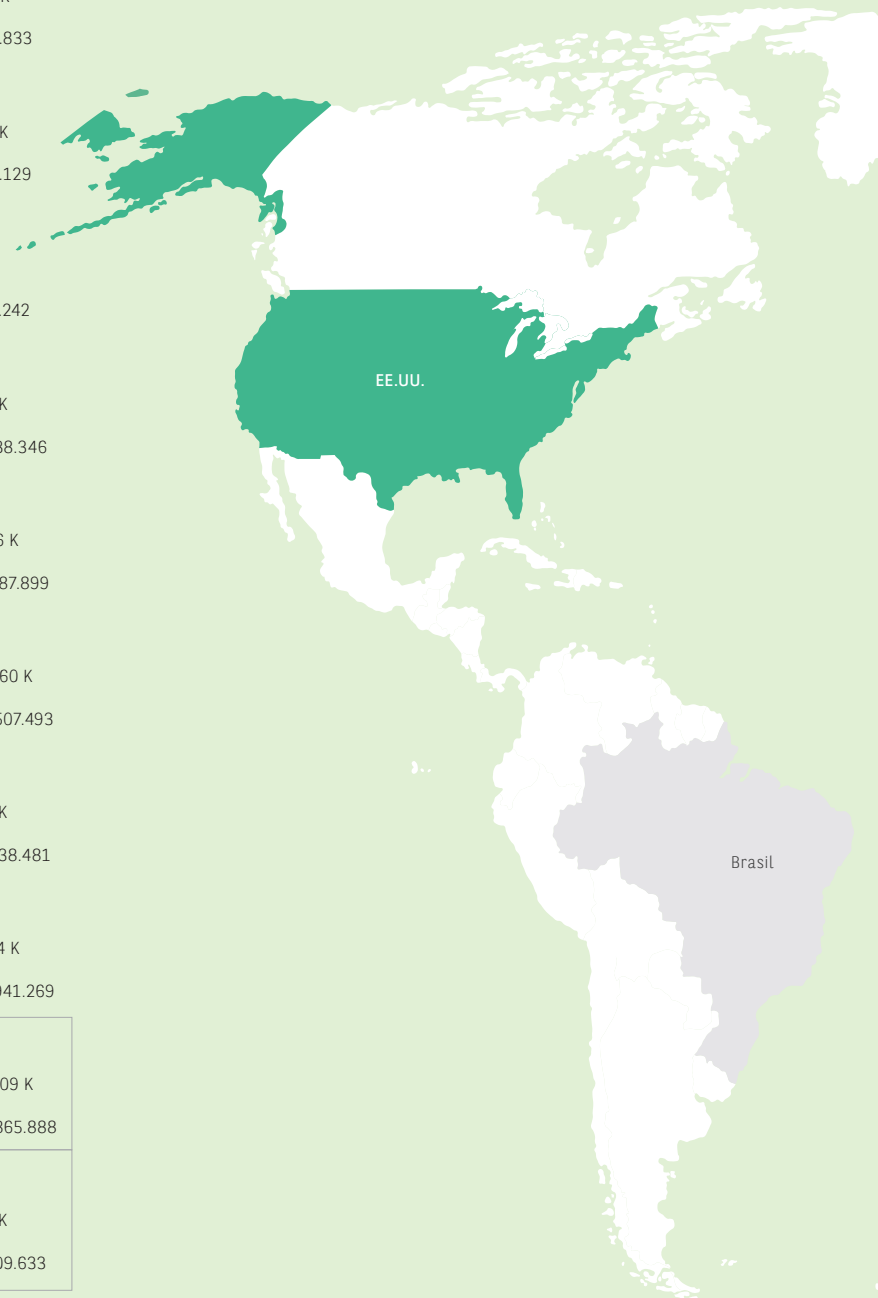 K
.833
K
.129
.242
K
38.346
6 K
87.899
60 K
507.493
K
38.481
4 K
941.269
09 K
365.888
K
09.633
EE.UU.
Brasil